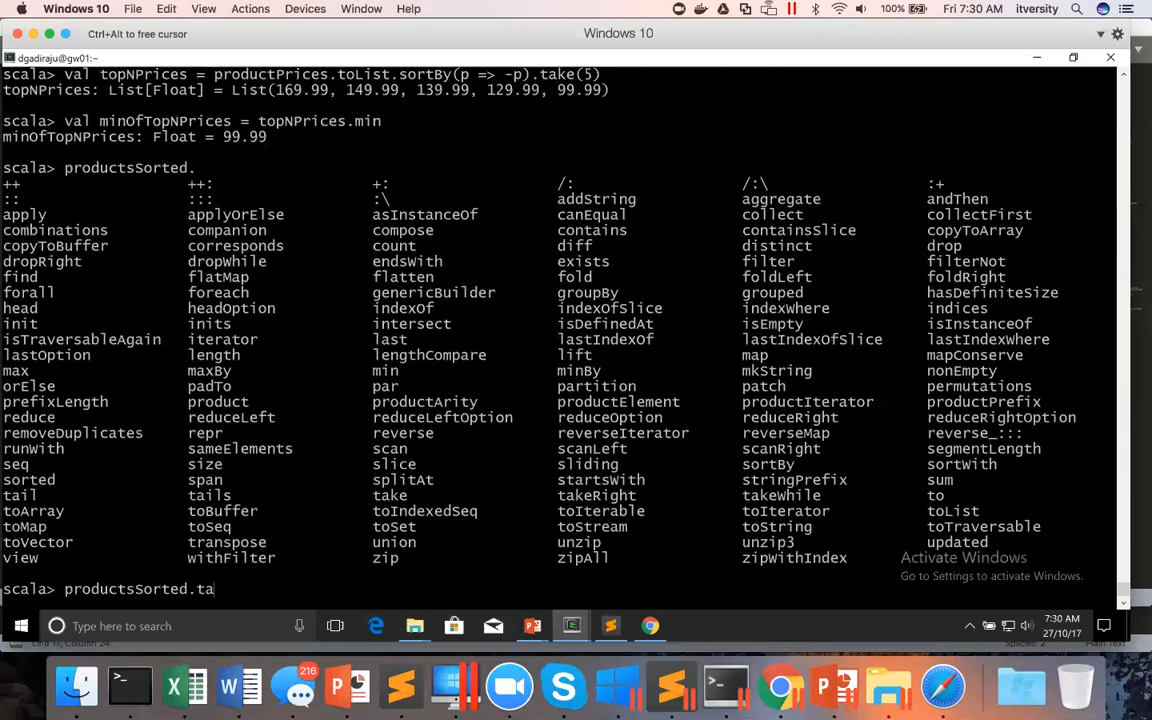 Windows 10 File Edit View Actions Devices Window Help 100% Fri 7:30 AM itversity
Ctrl+Alt to free cursor Windows 10
dgadiraju@gw01:~
scala> val topNPrices = productPrices.toList.sortBy(p => -p).take(5)
topNPrices: List[Float] = List(169.99, 149.99, 139.99, 129.99, 99.99)
scala> val minOfTopNPrices = topNPrices.min
minOfTopNPrices: Float = 99.99
scala> productsSorted.
++ ++: +: /: /:\ :+
:: ::: :\ addString aggregate andThen
apply applyOrElse asInstanceOf canEqual collect collectFirst
combinations companion compose contains containsSlice copyToArray
copyToBuffer corresponds count diff distinct drop
dropRight dropWhile endsWith exists filter filterNot
find flatMap flatten fold foldLeft foldRight
forall foreach genericBuilder groupBy grouped hasDefiniteSize
head headOption indexOf indexOfSlice indexWhere indices
init inits intersect isDefinedAt isEmpty isInstanceOf
isTraversableAgain iterator last lastIndexOf lastIndexOfSlice lastIndexWhere
lastOption length lengthCompare lift map mapConserve
max maxBy min minBy mkString nonEmpty
orElse padTo par partition patch permutations
prefixLength product productArity productElement productIterator productPrefix
reduce reduceLeft reduceLeftOption reduceOption reduceRight reduceRightOption
removeDuplicates repr reverse reverseIterator reverseMap reverse_:::
runWith sameElements scan scanLeft scanRight segmentLength
seq size slice sliding sortBy sortWith
sorted span splitAt startsWith stringPrefix sum
tail tails take takeRight takeWhile to
toArray toBuffer toIndexedSeq toIterable toIterator toList
toMap toSeq toSet toStream toString toTraversable
toVector transpose union unzip unzip3 updated
view withFilter zip zipAll zipWithIndex
Activate Windows
Go to Settings to activate Windows.
scala> productsSorted.ta
Type here to search 7:30 AM
27/10/17
216